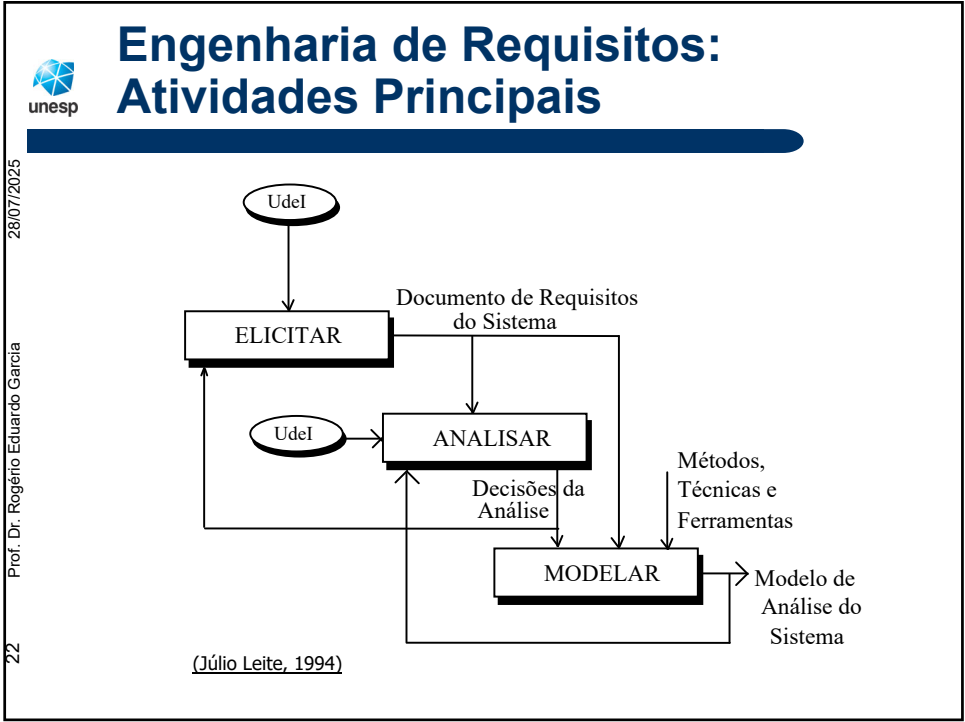 Engenharia de Requisitos:
Atividades Principais
unesp
28/07/2025
Prof. Dr. Rogério Eduardo Garcia
22
UdeI
Documento de Requisitos
do Sistema
ELICITAR
UdeI
ANALISAR
Métodos,
Técnicas e
Ferramentas
Decisões da
Análise
MODELAR
Modelo de
Análise do
Sistema
(Júlio Leite, 1994)